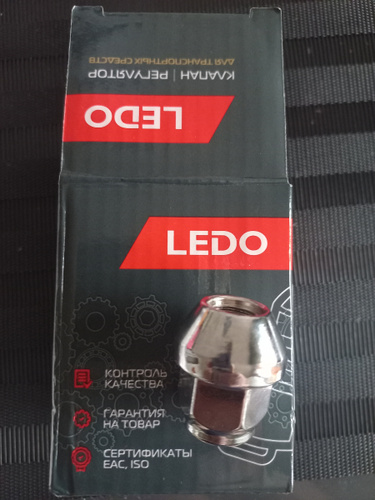 ДЛЯ ТРАНСПОРТНЫХ СРЕДСТВ
КЛАПАН | РЕГУЛЯТОР
LEDO
LEDO
КОНТРОЛЬ
КАЧЕСТВА
ГАРАНТИЯ
НА ТОВАР
СЕРТИФИКАТЫ
EAC, ISO